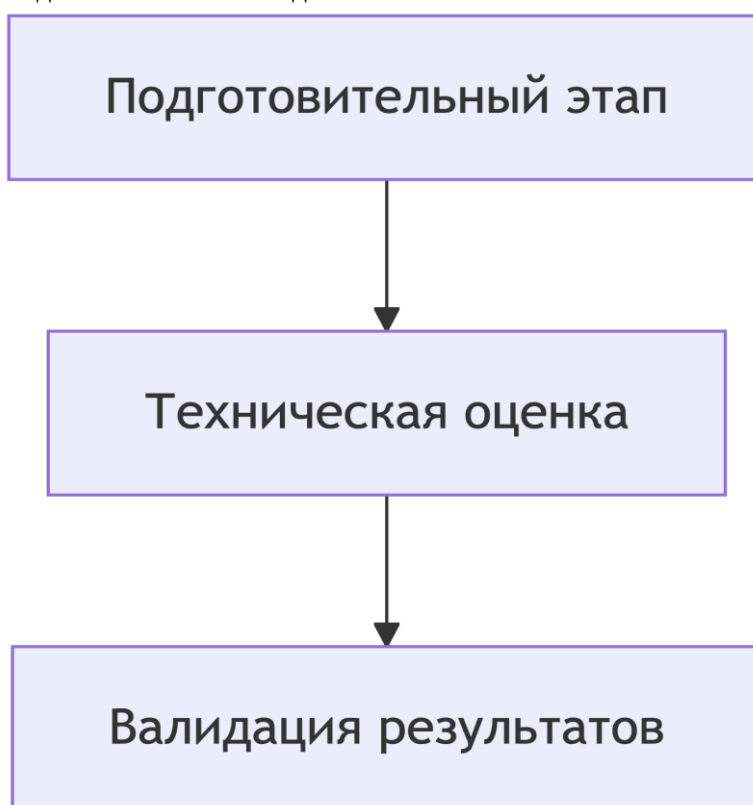 Подготовительный этап
Техническая оценка
Валидация результатов